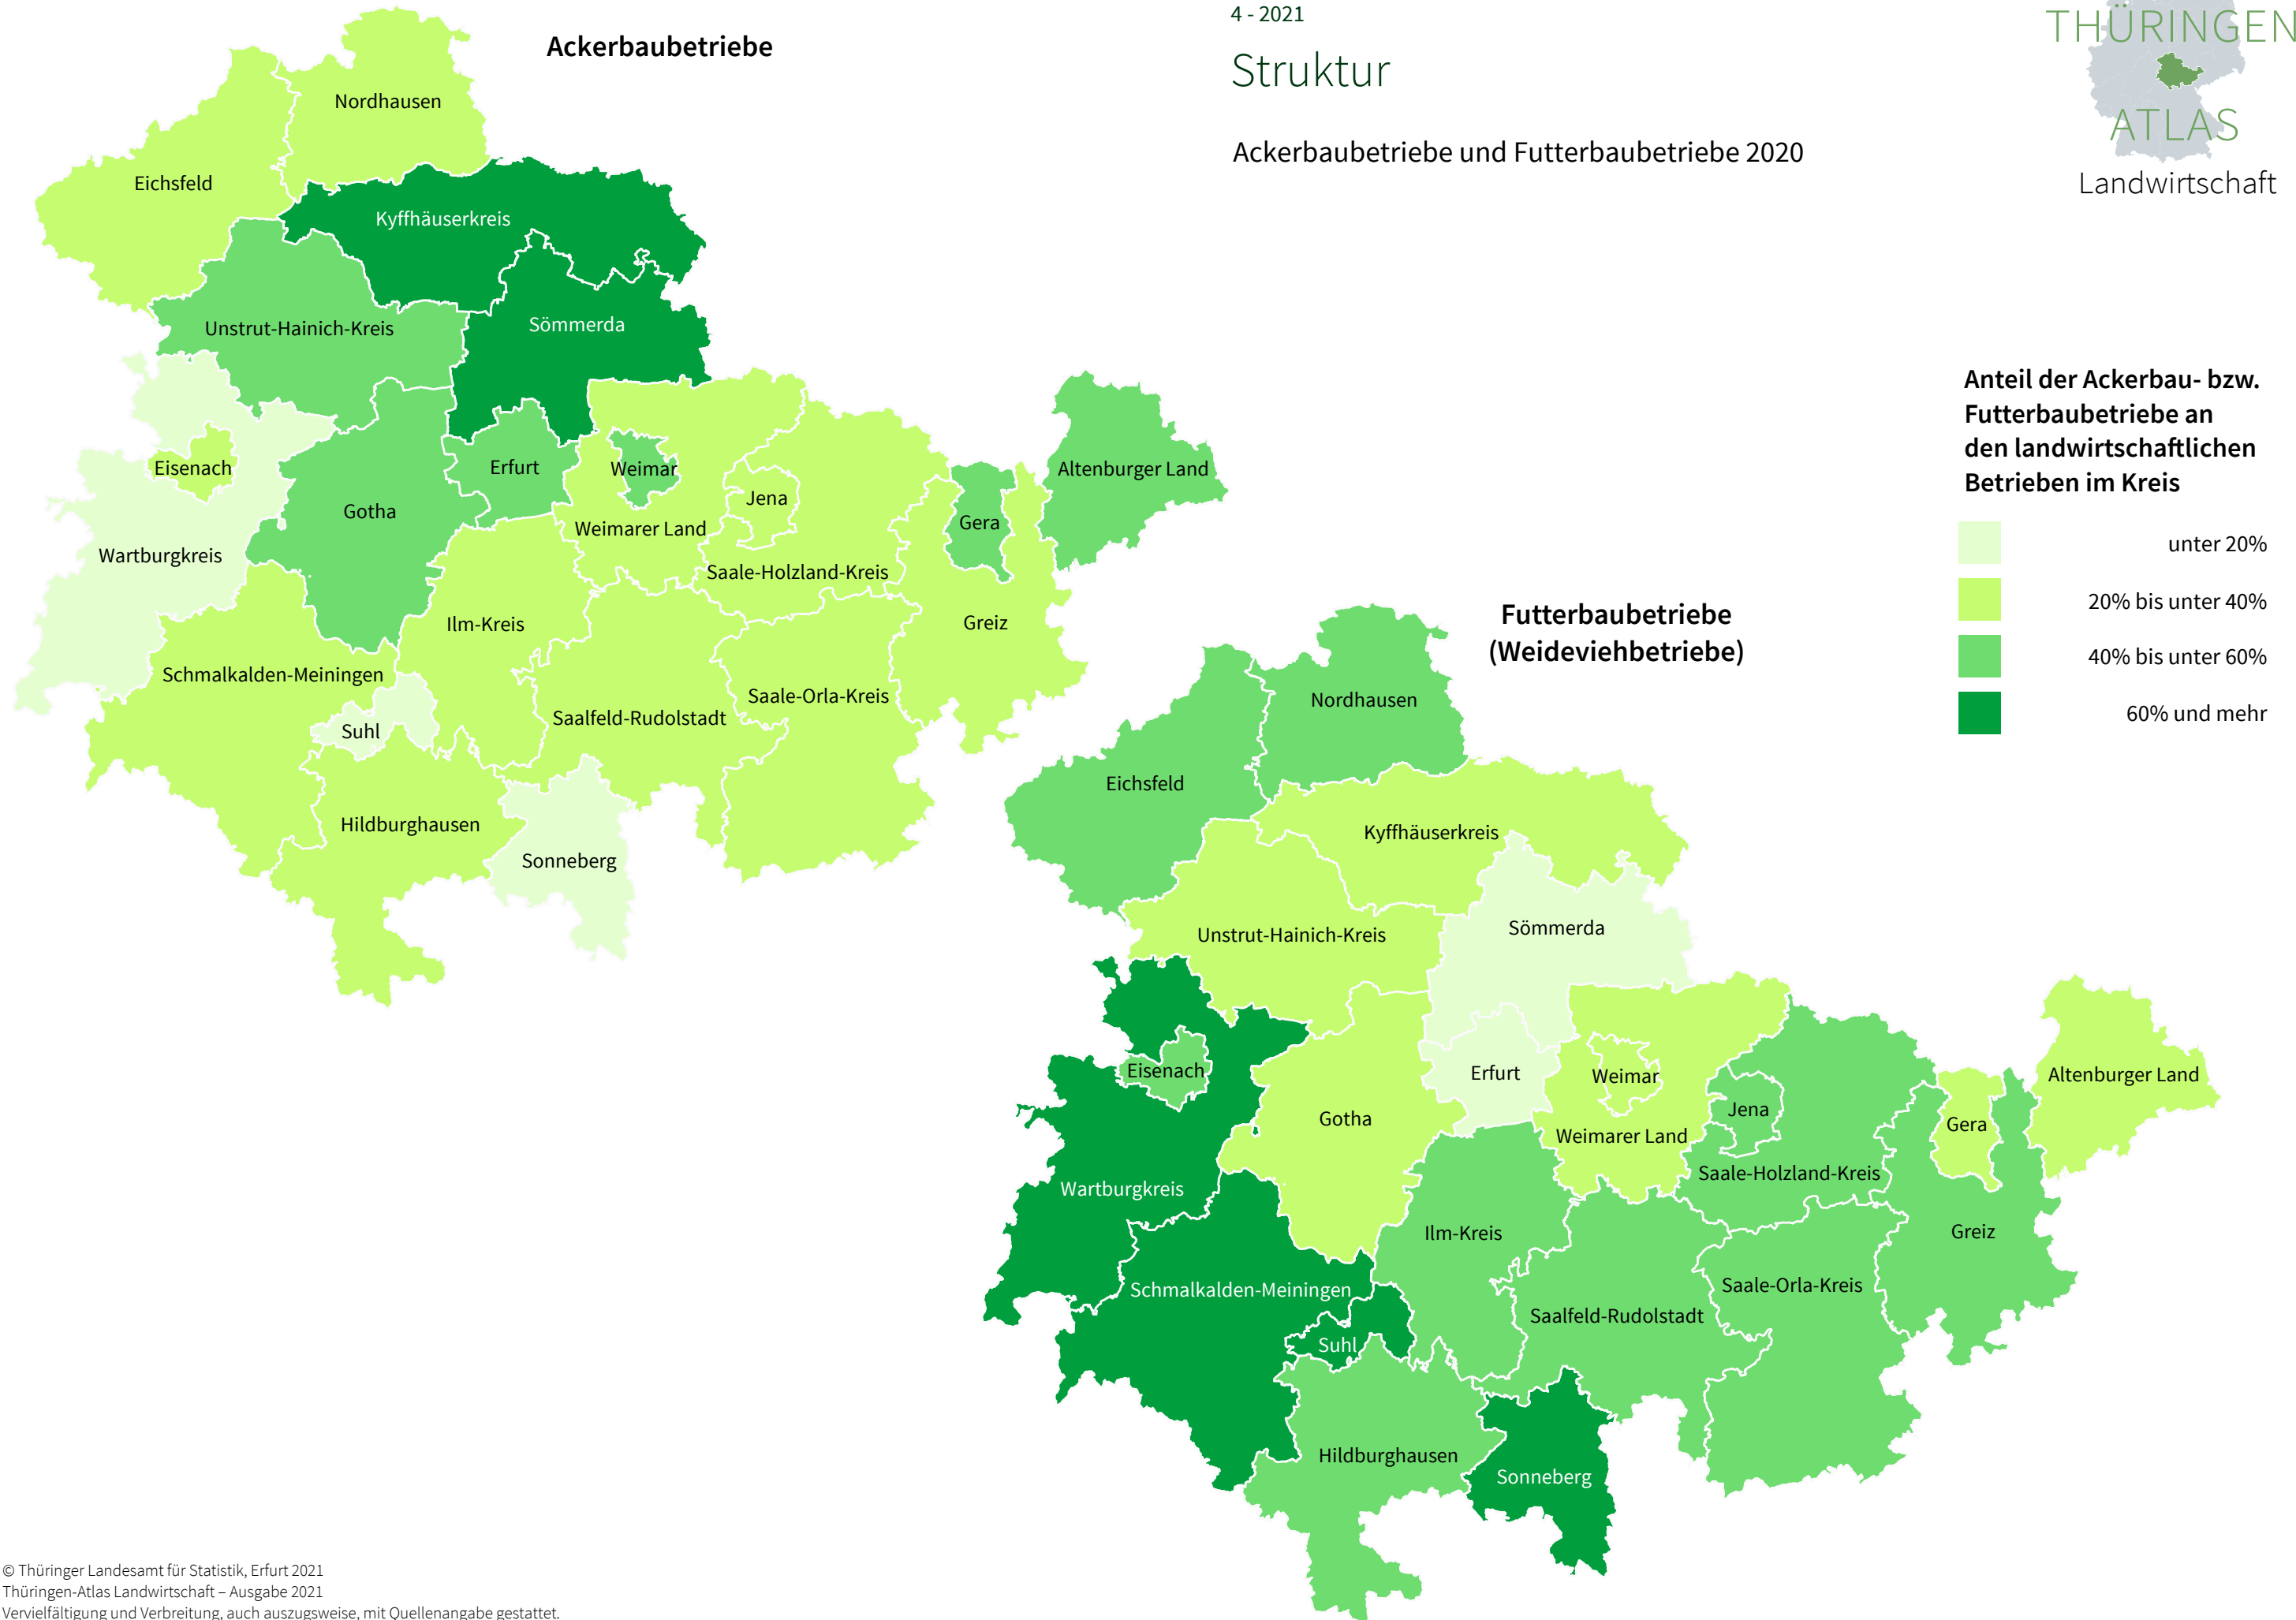 4 - 2021
Struktur
Ackerbaubetriebe und Futterbaubetriebe 2020
THÜRINGEN
ATLAS
Landwirtschaft
Ackerbaubetriebe
Nordhausen
Eichsfeld
Kyffhäuserkreis
Unstrut-Hainich-Kreis
Sömmerda
Eisenach
Erfurt
Weimar
Altenburger Land
Jena
Gotha
Gera
Weimarer Land
Wartburgkreis
Saale-Holzland-Kreis
Ilm-Kreis
Greiz
Schmalkalden-Meiningen
Saale-Orla-Kreis
Saalfeld-Rudolstadt
Suhl
Hildburghausen
Sonneberg
Anteil der Ackerbau- bzw.
Futterbaubetriebe an
den landwirtschaftlichen
Betrieben im Kreis
unter 20%
20% bis unter 40%
40% bis unter 60%
60% und mehr
Futterbaubetriebe
(Weideviehbetriebe)
Nordhausen
Eichsfeld
Kyffhäuserkreis
Sömmerda
Unstrut-Hainich-Kreis
Eisenach
Erfurt
Weimar
Altenburger Land
Jena
Gotha
Gera
Weimarer Land
Saale-Holzland-Kreis
Wartburgkreis
Ilm-Kreis
Greiz
Schmalkalden-Meiningen
Saale-Orla-Kreis
Saalfeld-Rudolstadt
Suhl
Hildburghausen
Sonneberg
© Thüringer Landesamt für Statistik, Erfurt 2021
Thüringen-Atlas Landwirtschaft – Ausgabe 2021
Vervielfältigung und Verbreitung, auch auszugsweise, mit Quellenangabe gestattet.